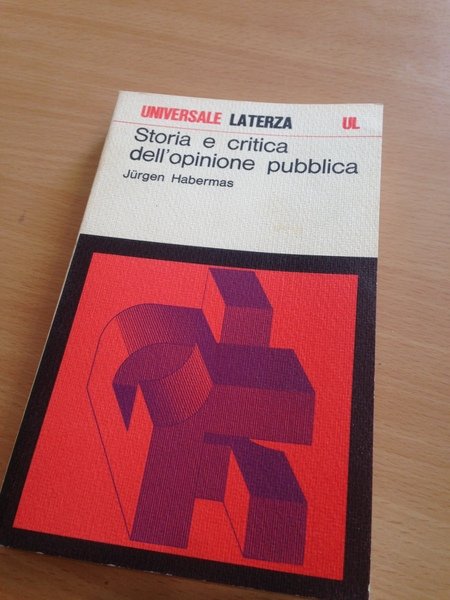 UNIVERSALE LATERZA UL
Storia e critica
dell'opinione pubblica
Jürgen Habermas